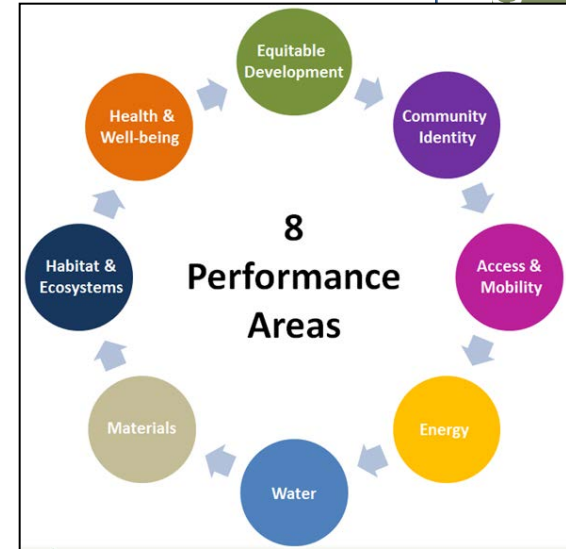 Equitable
Development
Community
Identity
Access &
Mobility
Energy
Water
Materials
Habitat &
Ecosystems
Health &
Well-being
8
Performance
Areas